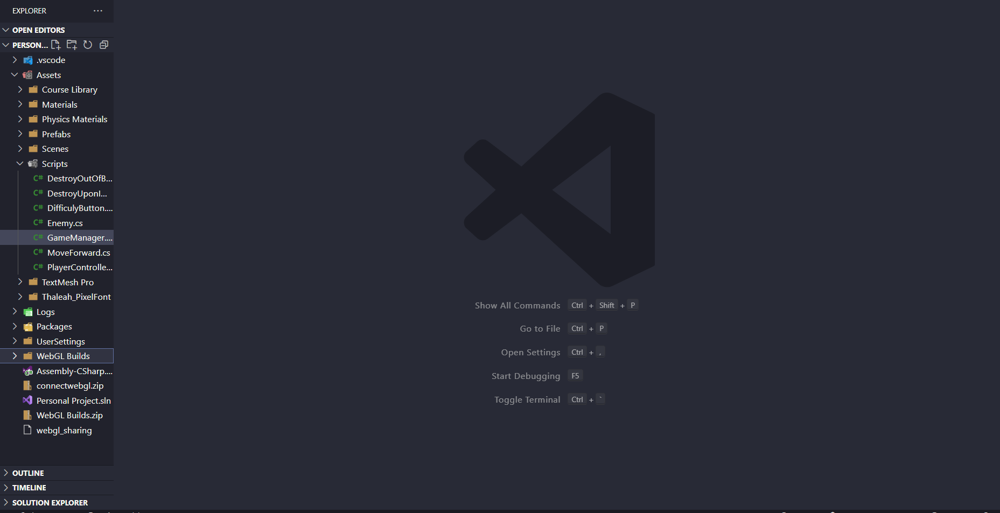 EXPLORER
OPEN EDITORS
PERSON...
.vscode
Assets
Course Library
Materials
Physics Materials
Prefabs
Scenes
Scripts
C# DestroyOutOfB...
C# DestroyUponI...
C# DifficulyButton....
C# Enemy.cs
C# GameManager....
C# MoveForward.cs
C# PlayerControlle...
TextMesh Pro
Thaleah_PixelFont
Logs
Packages
UserSettings
WebGL Builds
Assembly-CSharp....
connectwebgl.zip
Personal Project.sln
WebGL Builds.zip
webgl_sharing
OUTLINE
TIMELINE
SOLUTION EXPLORER
Show All Commands Ctrl + Shift + P
Go to File Ctrl + P
Open Settings Ctrl + ,
Start Debugging F5
Toggle Terminal Ctrl + `